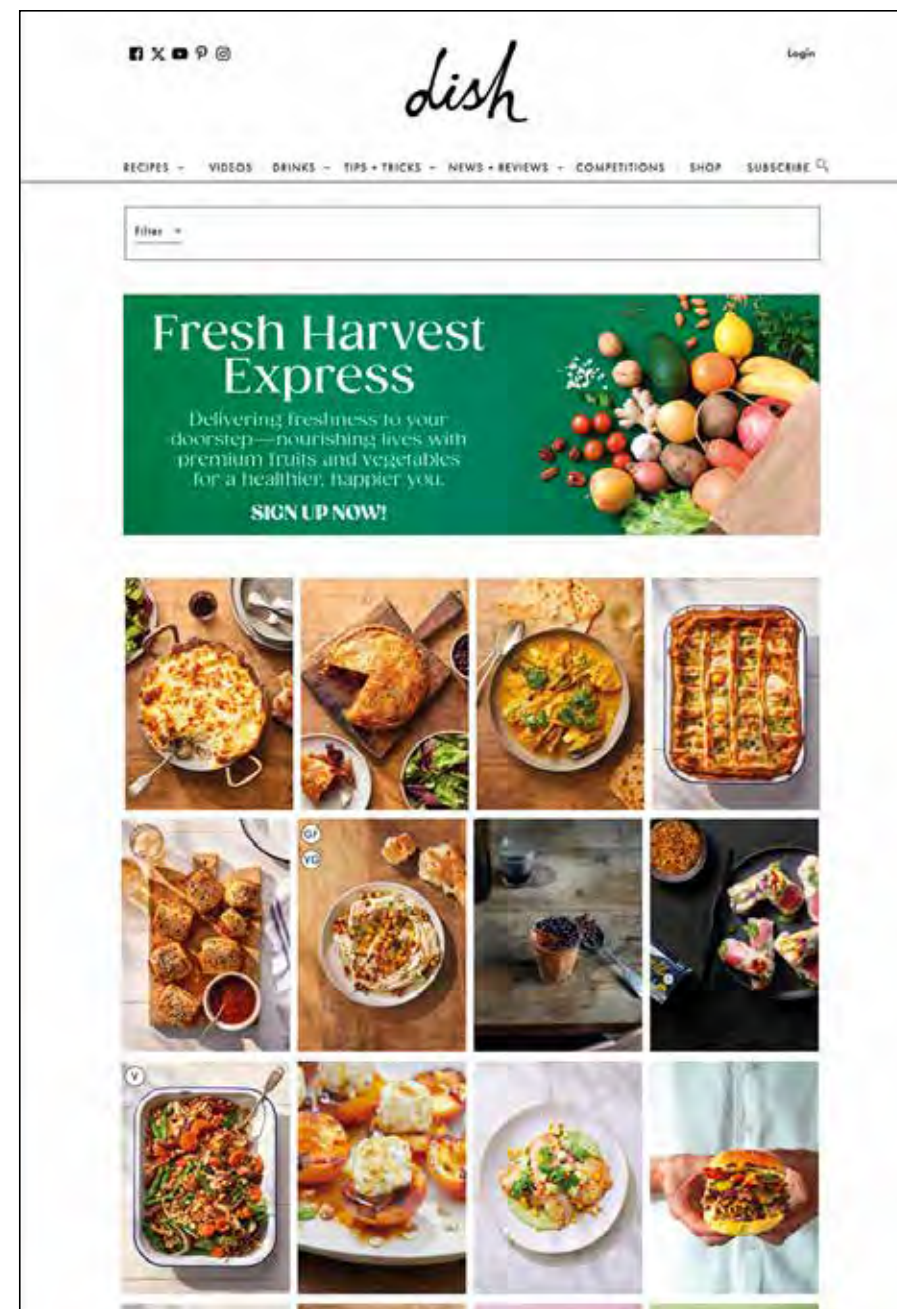 dish
Login
RECIPES VIDEOS DRINKS TIPS + TRICKS NEWS + REVIEWS COMPETITIONS SHOP SUBSCRIBE
Filter
Fresh Harvest
Express
Delivering freshness to your
doorstep—nourishing lives with
premium fruits and vegetables
for a healthier, happier you.
SIGN UP NOW!
GF
VG
V